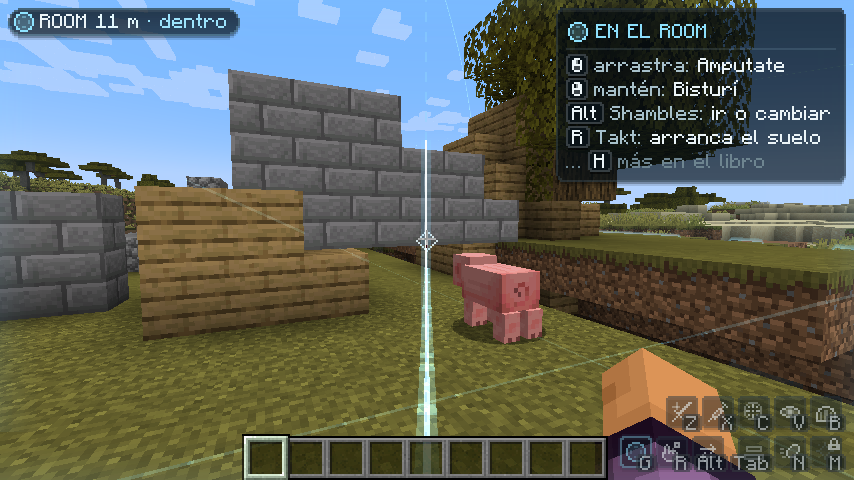 ROOM 11 m · dentro
EN EL ROOM
arrastra: Amputate
mantén: Bisturí
Alt Shambles: ir o cambiar
R Takt: arranca el suelo
... H más en el libro
Z X C V B
G R Alt Tab N M